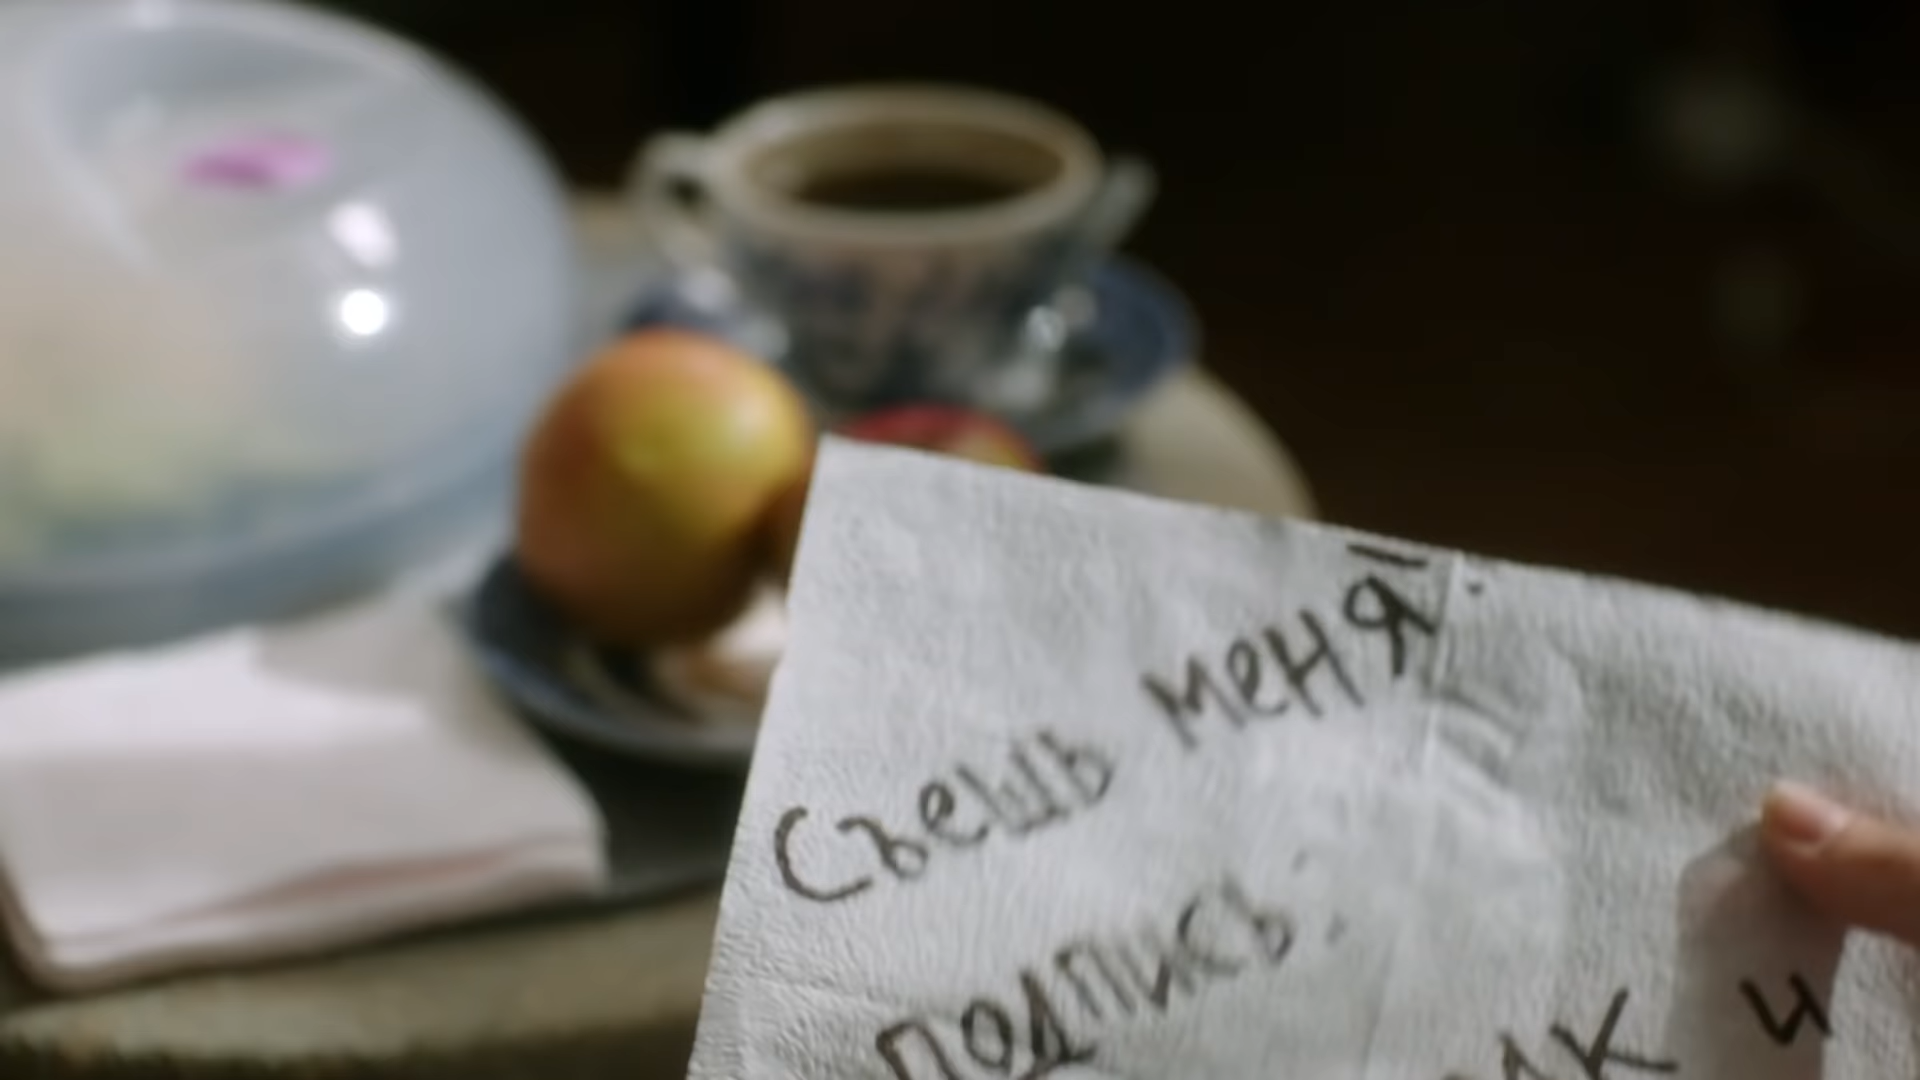 Съешь меня!
подпись:
и